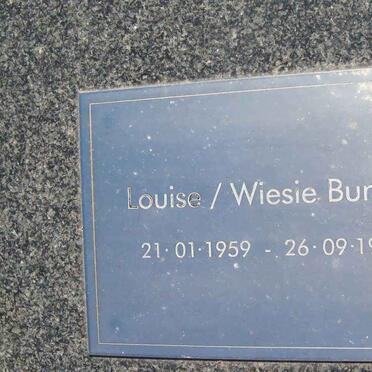 Louise / Wiesie Bur
21·01·1959 - 26·09·19